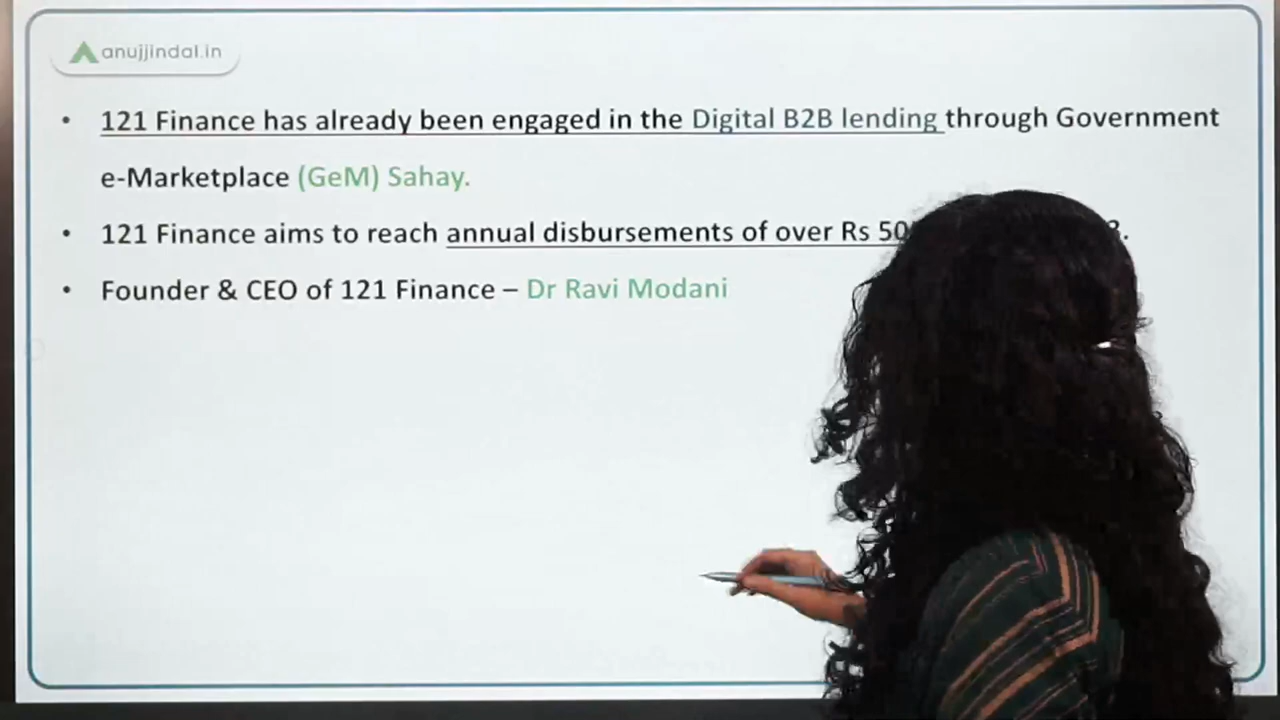 anujjindal.in
• 121 Finance has already been engaged in the Digital B2B lending through Government
e-Marketplace (GeM) Sahay.
• 121 Finance aims to reach annual disbursements of over Rs
• Founder & CEO of 121 Finance – Dr Ravi Modani